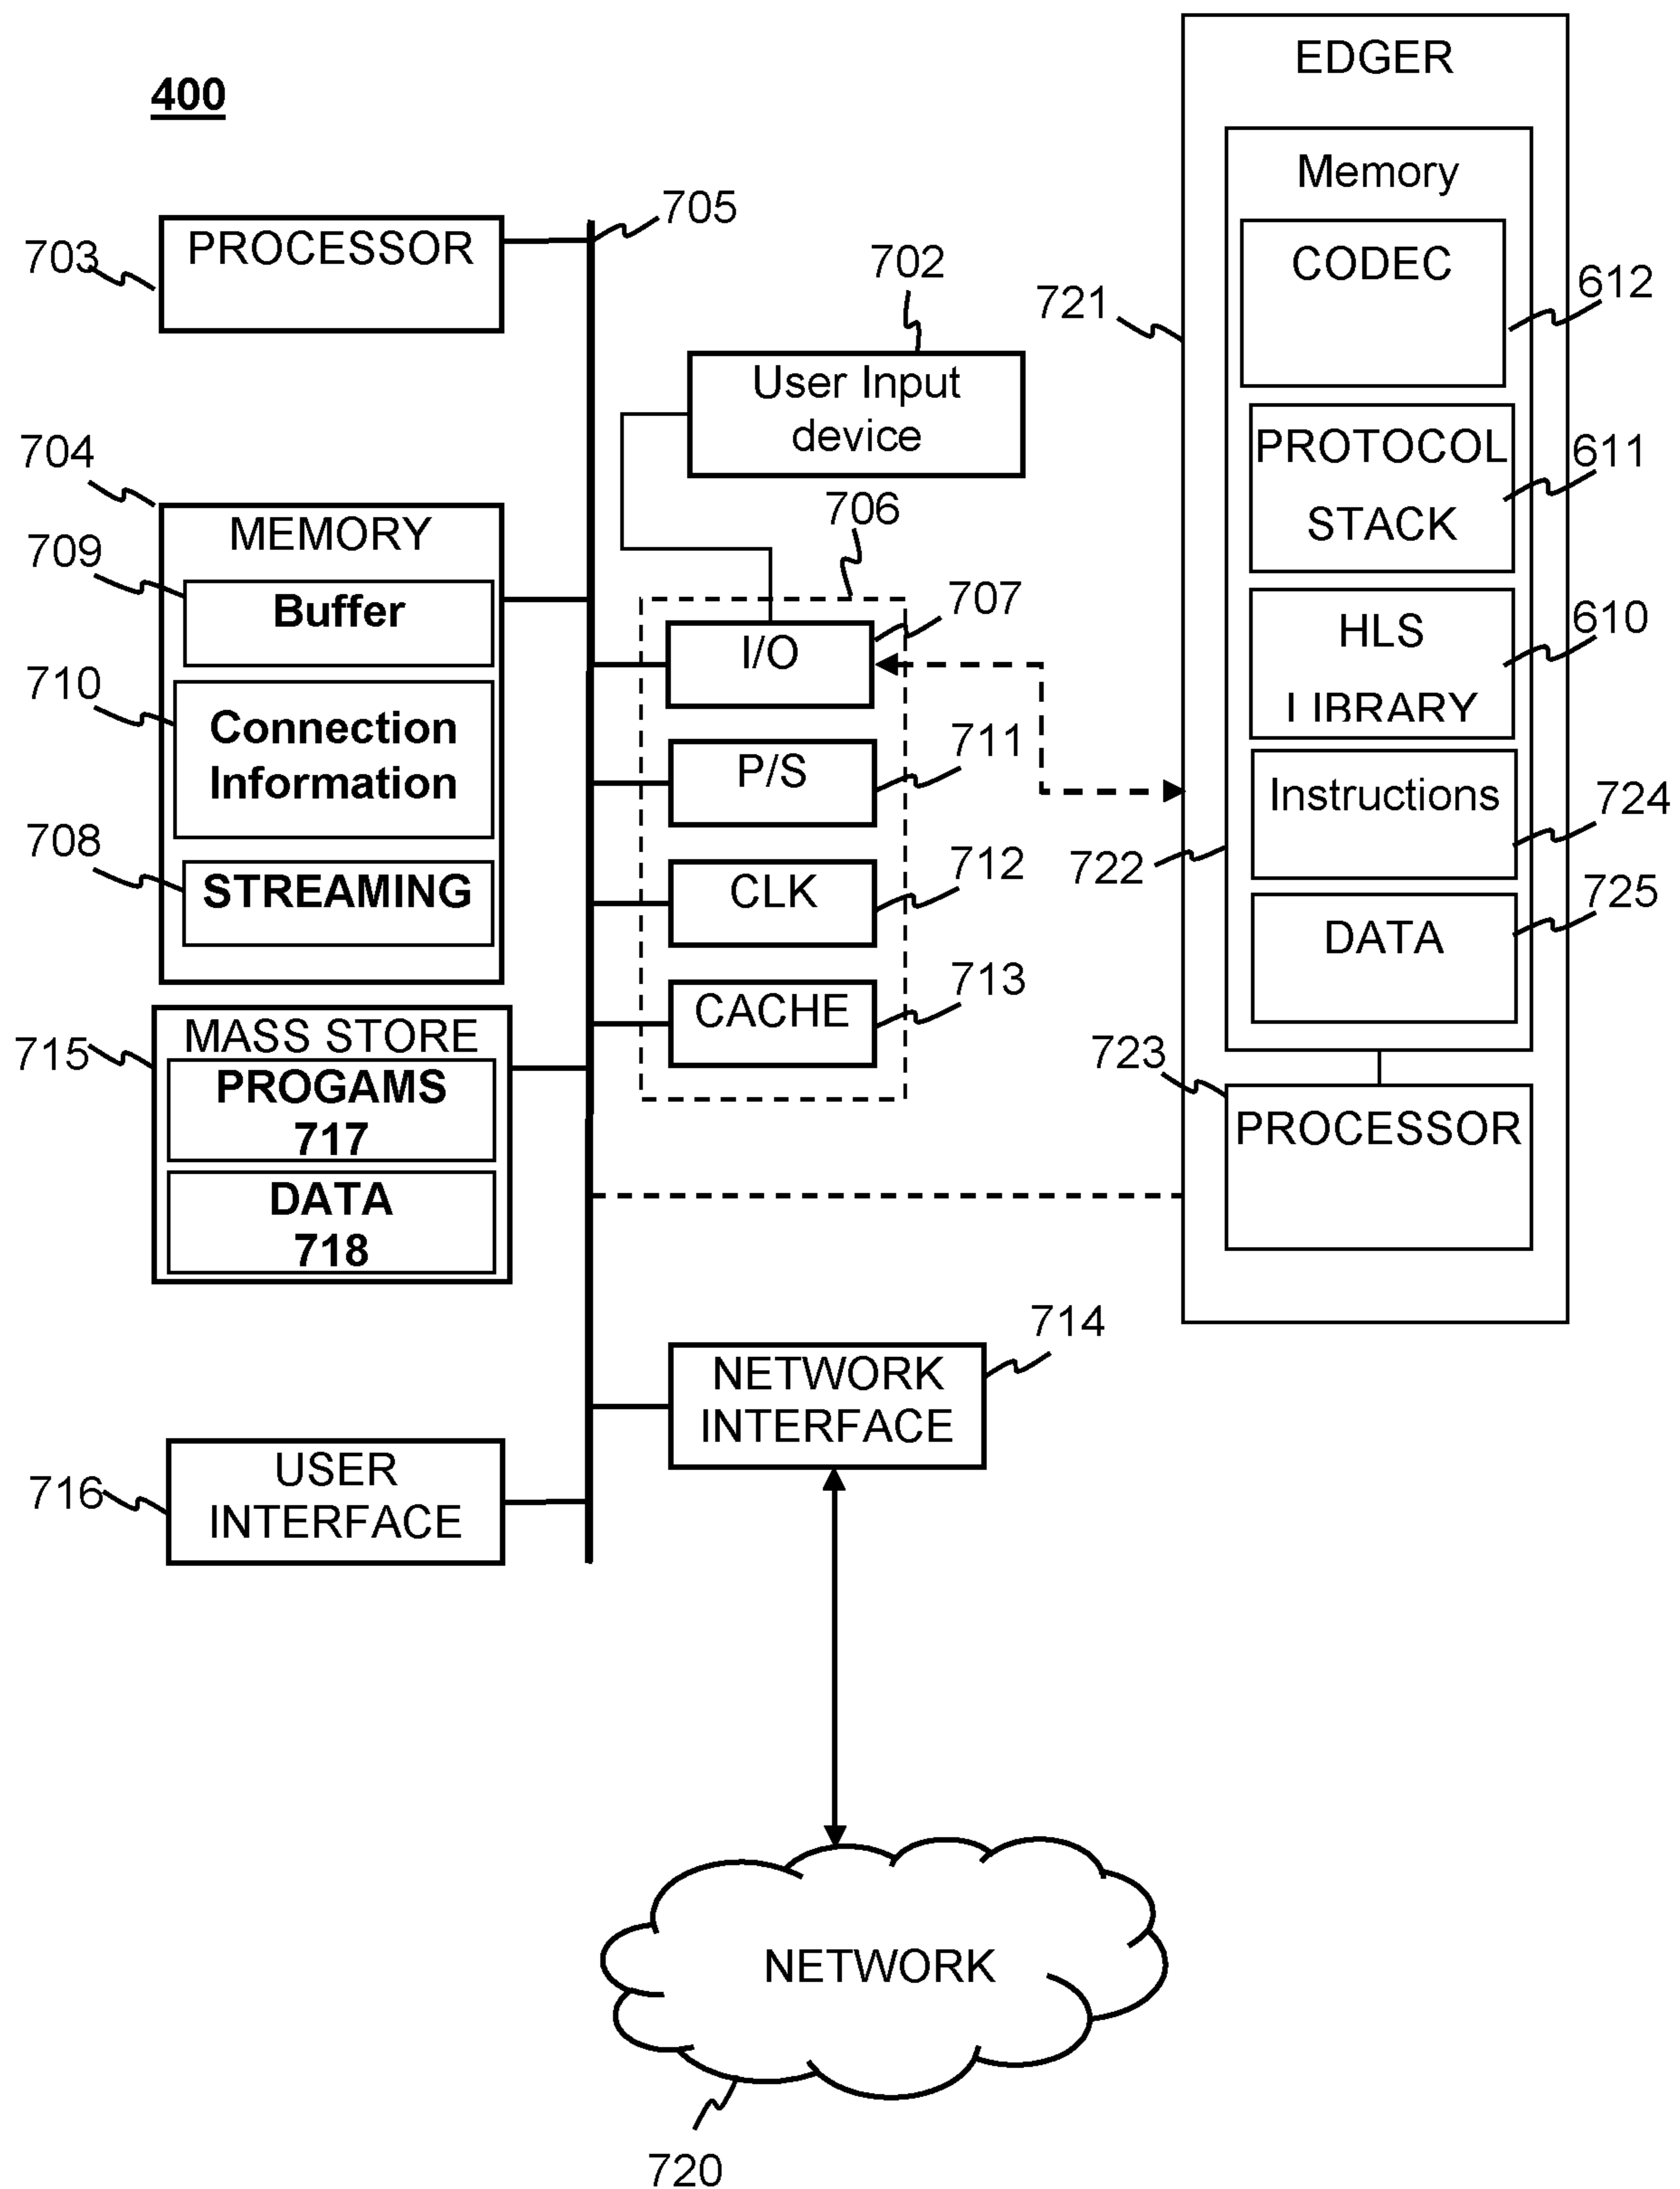 400
EDGER
Memory
CODEC
612
PROTOCOL
STACK
611
HLS
LIBRARY
610
Instructions
724
DATA
725
721
722
723
PROCESSOR
703
PROCESSOR
705
702
User Input
device
704
MEMORY
709
Buffer
710
Connection
Information
708
STREAMING
706
707
I/O
P/S
711
CLK
712
CACHE
713
715
MASS STORE
PROGAMS
717
DATA
718
714
NETWORK
INTERFACE
716
USER
INTERFACE
NETWORK
720